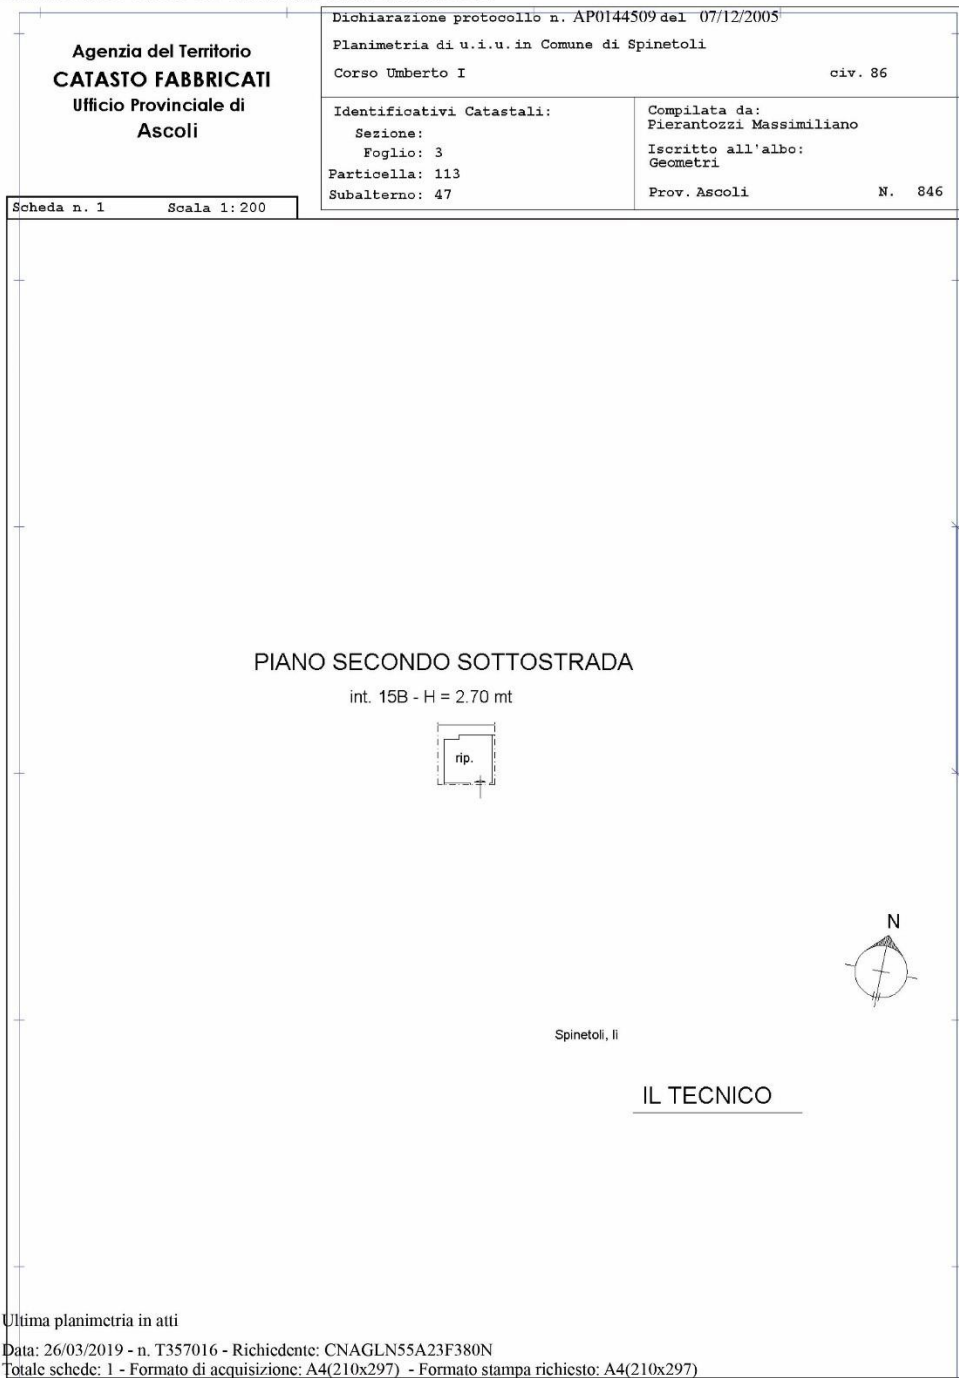 Agenzia del Territorio
CATASTO FABBRICATI
Ufficio Provinciale di
Ascoli
Scheda n. 1 Scala 1:200
Dichiarazione protocollo n. AP0144509 del 07/12/2005
Planimetria di u.i.u. in Comune di Spinetoli
Corso Umberto I civ. 86
Identificativi Catastali:
Sezione:
Foglio: 3
Particella: 113
Subalterno: 47
Compilata da:
Pierantozzi Massimiliano
Iscritto all'albo:
Geometri
Prov. Ascoli N. 846
PIANO SECONDO SOTTOSTRADA
int. 15B - H = 2.70 mt
rip.
N
Spinetoli, lì
IL TECNICO
Ultima planimetria in atti
Data: 26/03/2019 - n. T357016 - Richiedente: CNAGLN55A23F380N
Totale schede: 1 - Formato di acquisizione: A4(210x297) - Formato stampa richiesto: A4(210x297)